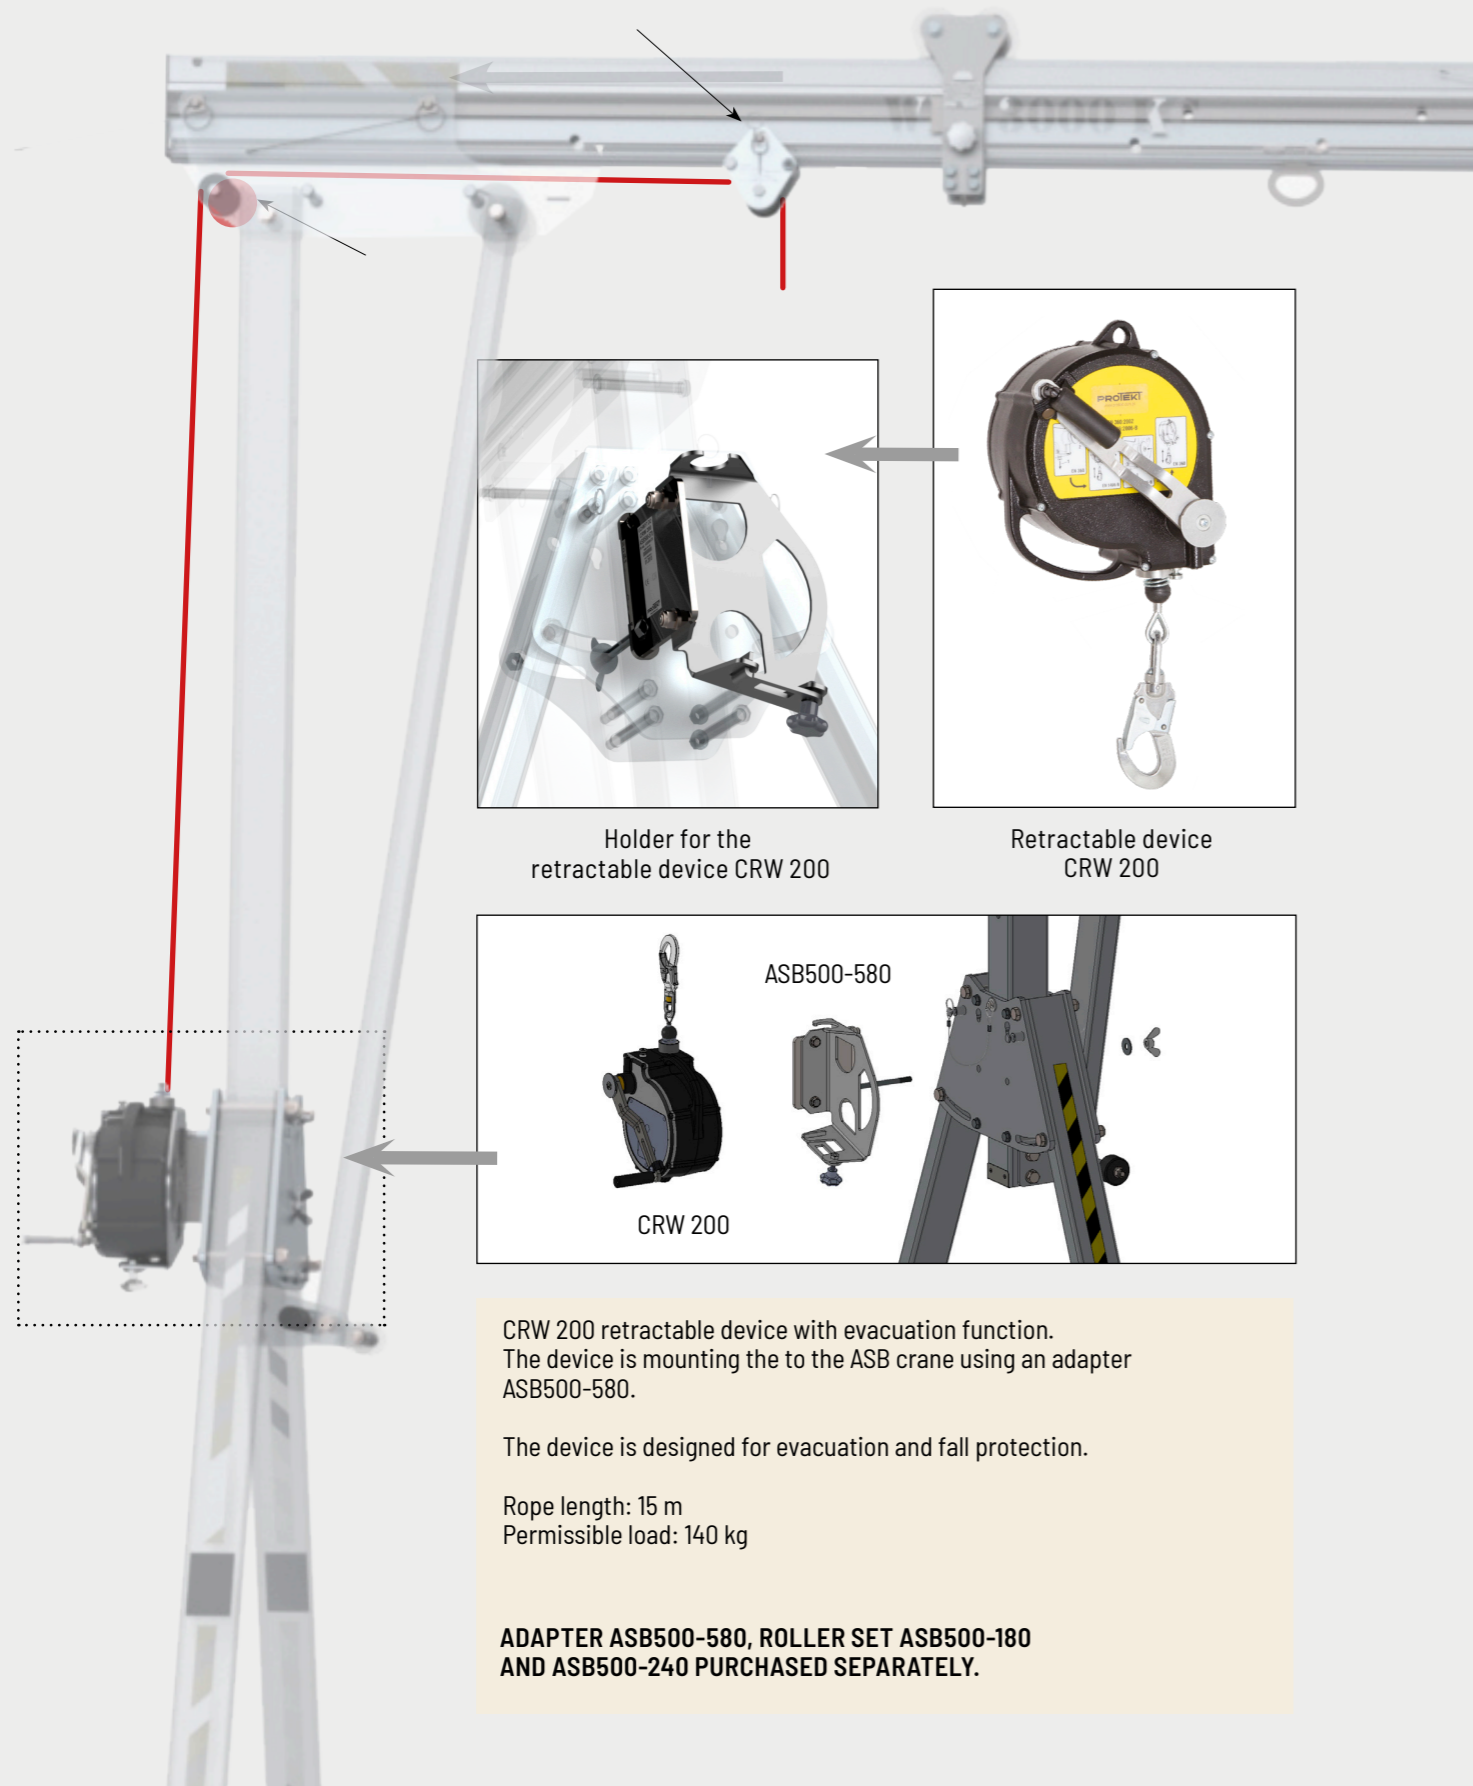 3000
PROTEKT
Holder for the
retractable device CRW 200
Retractable device
CRW 200
ASB500-580
CRW 200
CRW 200 retractable device with evacuation function.
The device is mounting the to the ASB crane using an adapter
ASB500-580.
The device is designed for evacuation and fall protection.
Rope length: 15 m
Permissible load: 140 kg
ADAPTER ASB500-580, ROLLER SET ASB500-180
AND ASB500-240 PURCHASED SEPARATELY.